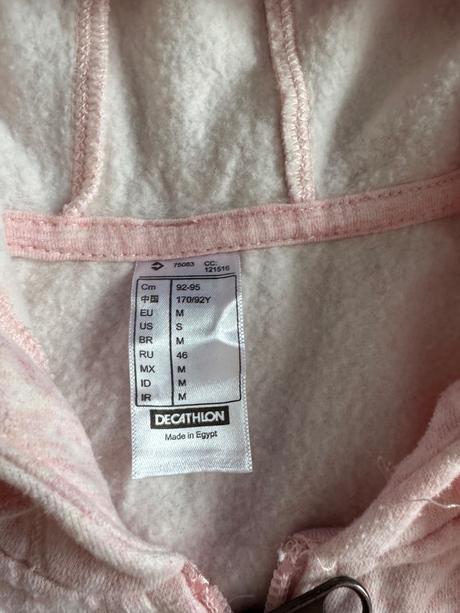 75083 CC:
121516
Cm 92-95
中国 170/92Y
EU M
US S
BR M
RU 46
MX M
ID M
IR M
DECATHLON
Made in Egypt